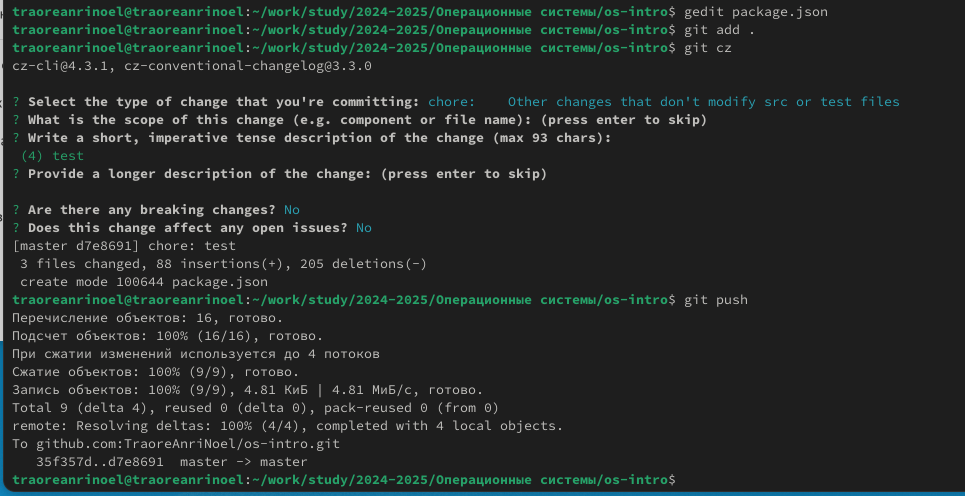 traoreanrinoel@traoreanrinoel:~/work/study/2024-2025/Операционные системы/os-intro$ gedit package.json
traoreanrinoel@traoreanrinoel:~/work/study/2024-2025/Операционные системы/os-intro$ git add .
traoreanrinoel@traoreanrinoel:~/work/study/2024-2025/Операционные системы/os-intro$ git cz
cz-cli@4.3.1, cz-conventional-changelog@3.3.0
? Select the type of change that you're committing: chore:    Other changes that don't modify src or test files
? What is the scope of this change (e.g. component or file name): (press enter to skip)
? Write a short, imperative tense description of the change (max 93 chars):
(4) test
? Provide a longer description of the change: (press enter to skip)
? Are there any breaking changes? No
? Does this change affect any open issues? No
[master d7e8691] chore: test
3 files changed, 88 insertions(+), 205 deletions(-)
create mode 100644 package.json
traoreanrinoel@traoreanrinoel:~/work/study/2024-2025/Операционные системы/os-intro$ git push
Перечисление объектов: 16, готово.
Подсчет объектов: 100% (16/16), готово.
При сжатии изменений используется до 4 потоков
Сжатие объектов: 100% (9/9), готово.
Запись объектов: 100% (9/9), 4.81 КиБ | 4.81 МиБ/с, готово.
Total 9 (delta 4), reused 0 (delta 0), pack-reused 0 (from 0)
remote: Resolving deltas: 100% (4/4), completed with 4 local objects.
To github.com:TraoreAnriNoel/os-intro.git
35f357d..d7e8691  master -> master
traoreanrinoel@traoreanrinoel:~/work/study/2024-2025/Операционные системы/os-intro$